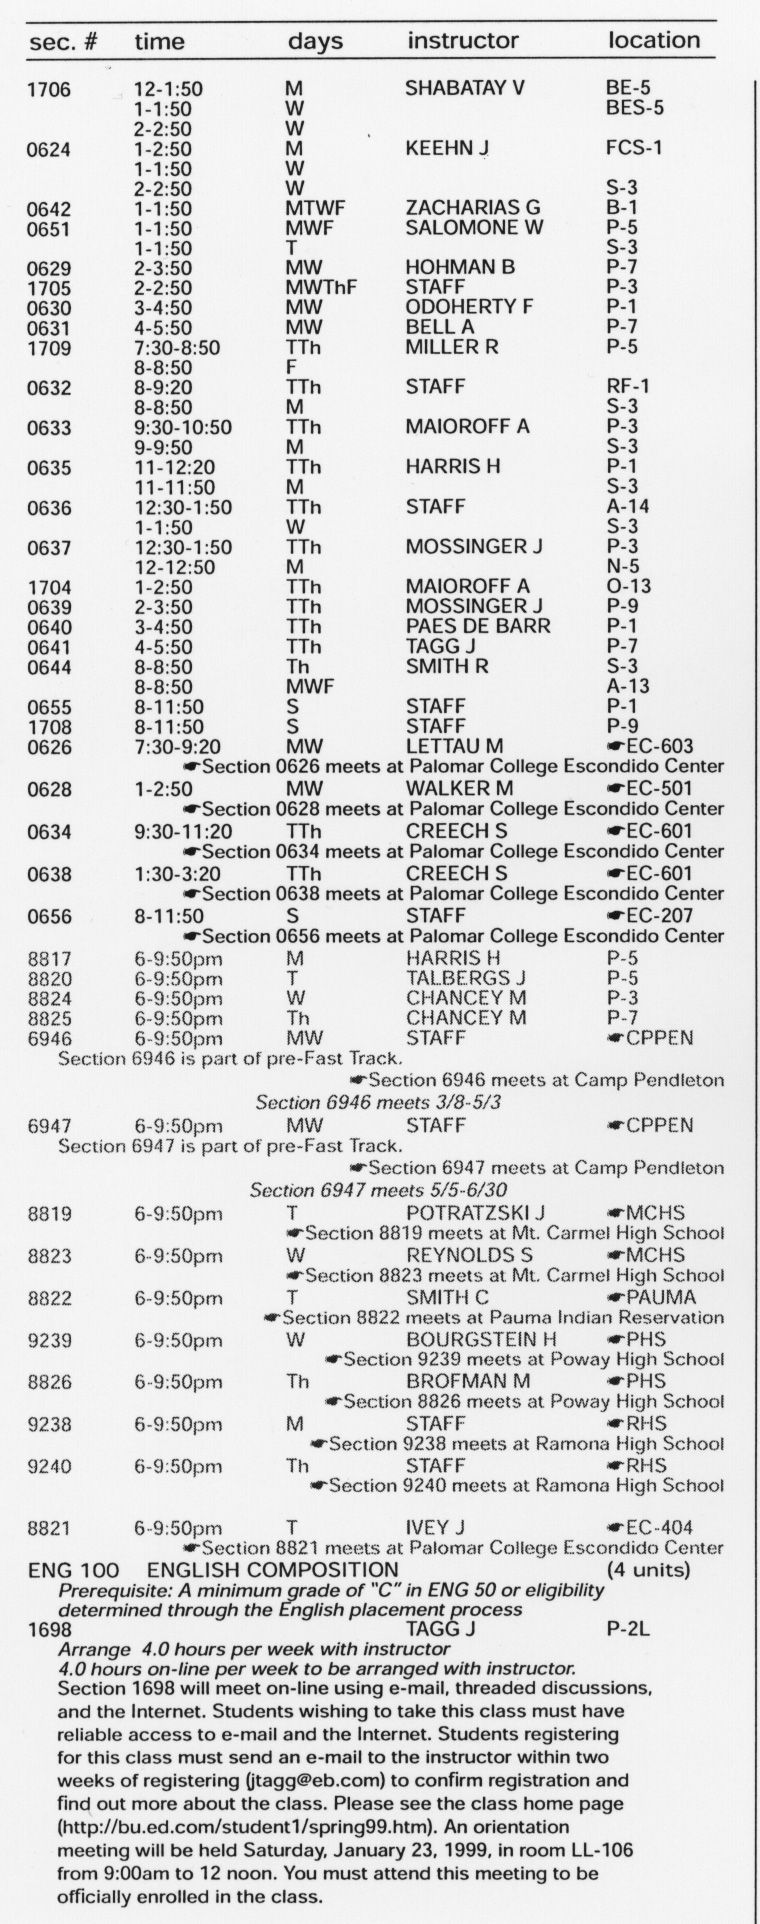 sec. # time days instructor location
1706 12-1:50 M SHABATAY V BE-5
1-1:50 W BES-5
2-2:50 W
0624 1-2:50 M KEEHN J FCS-1
1-1:50 W
2-2:50 W S-3
0642 1-1:50 MTWF ZACHARIAS G B-1
0651 1-1:50 MWF SALOMONE W P-5
1-1:50 T S-3
0629 2-3:50 MW HOHMAN B P-7
1705 2-2:50 MWThF STAFF P-3
0630 3-4:50 MW ODOHERTY F P-1
0631 4-5:50 MW BELL A P-7
1709 7:30-8:50 TTh MILLER R P-5
8-8:50 F
0632 8-9:20 TTh STAFF RF-1
8-8:50 M S-3
0633 9:30-10:50 TTh MAIOROFF A P-3
9-9:50 M S-3
0635 11-12:20 TTh HARRIS H P-1
11-11:50 M S-3
0636 12:30-1:50 TTh STAFF A-14
1-1:50 W S-3
0637 12:30-1:50 TTh MOSSINGER J P-3
12-12:50 M N-5
1704 1-2:50 TTh MAIOROFF A O-13
0639 2-3:50 TTh MOSSINGER J P-9
0640 3-4:50 TTh PAES DE BARR P-1
0641 4-5:50 TTh TAGG J P-7
0644 8-8:50 Th SMITH R S-3
8-8:50 MWF A-13
0655 8-11:50 S STAFF P-1
1708 8-11:50 S STAFF P-9
0626 7:30-9:20 MW LETTAU M ☛EC-603
☛Section 0626 meets at Palomar College Escondido Center
0628 1-2:50 MW WALKER M ☛EC-501
☛Section 0628 meets at Palomar College Escondido Center
0634 9:30-11:20 TTh CREECH S ☛EC-601
☛Section 0634 meets at Palomar College Escondido Center
0638 1:30-3:20 TTh CREECH S ☛EC-601
☛Section 0638 meets at Palomar College Escondido Center
0656 8-11:50 S STAFF ☛EC-207
☛Section 0656 meets at Palomar College Escondido Center
8817 6-9:50pm M HARRIS H P-5
8820 6-9:50pm T TALBERGS J P-5
8824 6-9:50pm W CHANCEY M P-3
8825 6-9:50pm Th CHANCEY M P-7
6946 6-9:50pm MW STAFF ☛CPPEN
Section 6946 is part of pre-Fast Track.
☛Section 6946 meets at Camp Pendleton
Section 6946 meets 3/8-5/3
6947 6-9:50pm MW STAFF ☛CPPEN
Section 6947 is part of pre-Fast Track.
☛Section 6947 meets at Camp Pendleton
Section 6947 meets 5/5-6/30
8819 6-9:50pm T POTRATZSKI J ☛MCHS
☛Section 8819 meets at Mt. Carmel High School
8823 6-9:50pm W REYNOLDS S ☛MCHS
☛Section 8823 meets at Mt. Carmel High School
8822 6-9:50pm T SMITH C ☛PAUMA
☛Section 8822 meets at Pauma Indian Reservation
9239 6-9:50pm W BOURGSTEIN H ☛PHS
☛Section 9239 meets at Poway High School
8826 6-9:50pm Th BROFMAN M ☛PHS
☛Section 8826 meets at Poway High School
9238 6-9:50pm M STAFF ☛RHS
☛Section 9238 meets at Ramona High School
9240 6-9:50pm Th STAFF ☛RHS
☛Section 9240 meets at Ramona High School
8821 6-9:50pm T IVEY J ☛EC-404
☛Section 8821 meets at Palomar College Escondido Center
ENG 100 ENGLISH COMPOSITION (4 units)
Prerequisite: A minimum grade of "C" in ENG 50 or eligibility
determined through the English placement process
1698 TAGG J P-2L
Arrange 4.0 hours per week with instructor
4.0 hours on-line per week to be arranged with instructor.
Section 1698 will meet on-line using e-mail, threaded discussions,
and the Internet. Students wishing to take this class must have
reliable access to e-mail and the Internet. Students registering
for this class must send an e-mail to the instructor within two
weeks of registering (jtagg@eb.com) to confirm registration and
find out more about the class. Please see the class home page
(http://bu.ed.com/student1/spring99.htm). An orientation
meeting will be held Saturday, January 23, 1999, in room LL-106
from 9:00am to 12 noon. You must attend this meeting to be
officially enrolled in the class.